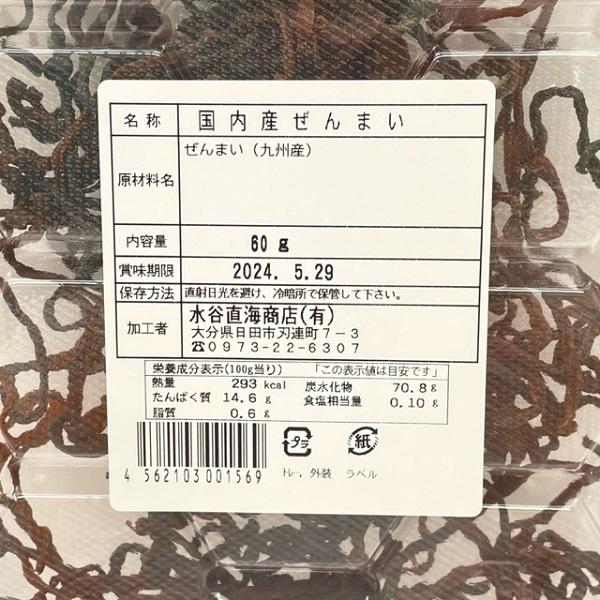 名称 国内産ぜんまい
原材料名 ぜんまい（九州産）
内容量 60g
賞味期限 2024. 5.29
保存方法 直射日光を避け、冷暗所で保管して下さい。
加工者 水谷直海商店(有)
大分県日田市刃連町7-3
☎0973-22-6307
栄養成分表示(100g当り) 「この表示値は目安です」
熱量 293 kcal 炭水化物 70.8g
たんぱく質 14.6 g 食塩相当量 0.10 g
脂質 0.6 g
プラ 紙
4 562103 001569
トレー、外装 ラベル